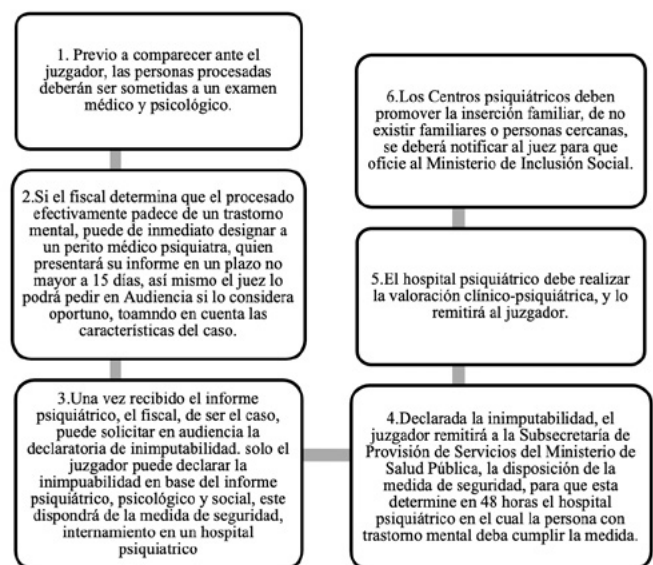 1. Previo a comparecer ante el
juzgador, las personas procesadas
deberán ser sometidas a un examen
médico y psicológico.
2.Si el fiscal determina que el procesado
efectivamente padece de un trastorno
mental, puede de inmediato designar a
un perito médico psiquiatra, quien
presentará su informe en un plazo no
mayor a 15 días, así mismo el juez lo
podrá pedir en Audiencia si lo considera
oportuno, toamndo en cuenta las
características del caso.
3.Una vez recibido el informe
psiquiátrico, el fiscal, de ser el caso,
puede solicitar en audiencia la
declaratoria de inimputabilidad. solo el
juzgador puede declarar la
inimpuabilidad en base del informe
psiquiátrico, psicológico y social, este
dispondrá de la medida de seguridad,
internamiento en un hospital
psiquiatrico
4.Declarada la inimputabilidad, el
juzgador remitirá a la Subsecretaría de
Provisión de Servicios del Ministerio de
Salud Pública, la disposición de la
medida de seguridad, para que esta
determine en 48 horas el hospital
psiquiátrico en el cual la persona con
trastorno mental deba cumplir la medida.
5.El hospital psiquiátrico debe realizar
la valoración clínico-psiquiátrica, y lo
remitirá al juzgador.
6.Los Centros psiquiátricos deben
promover la inserción familiar, de no
existir familiares o personas cercanas,
se deberá notificar al juez para que
oficie al Ministerio de Inclusión Social.